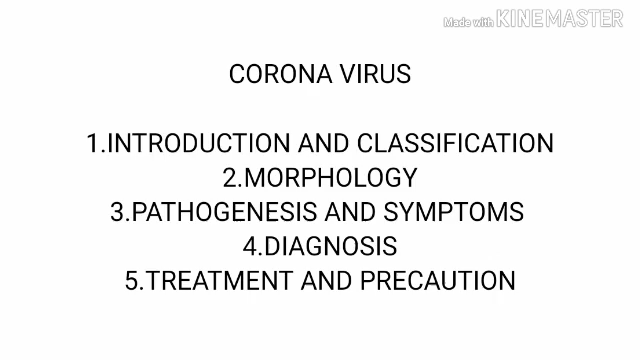 Made with KINEMASTER
CORONA VIRUS
1.INTRODUCTION AND CLASSIFICATION
2.MORPHOLOGY
3.PATHOGENESIS AND SYMPTOMS
4.DIAGNOSIS
5.TREATMENT AND PRECAUTION